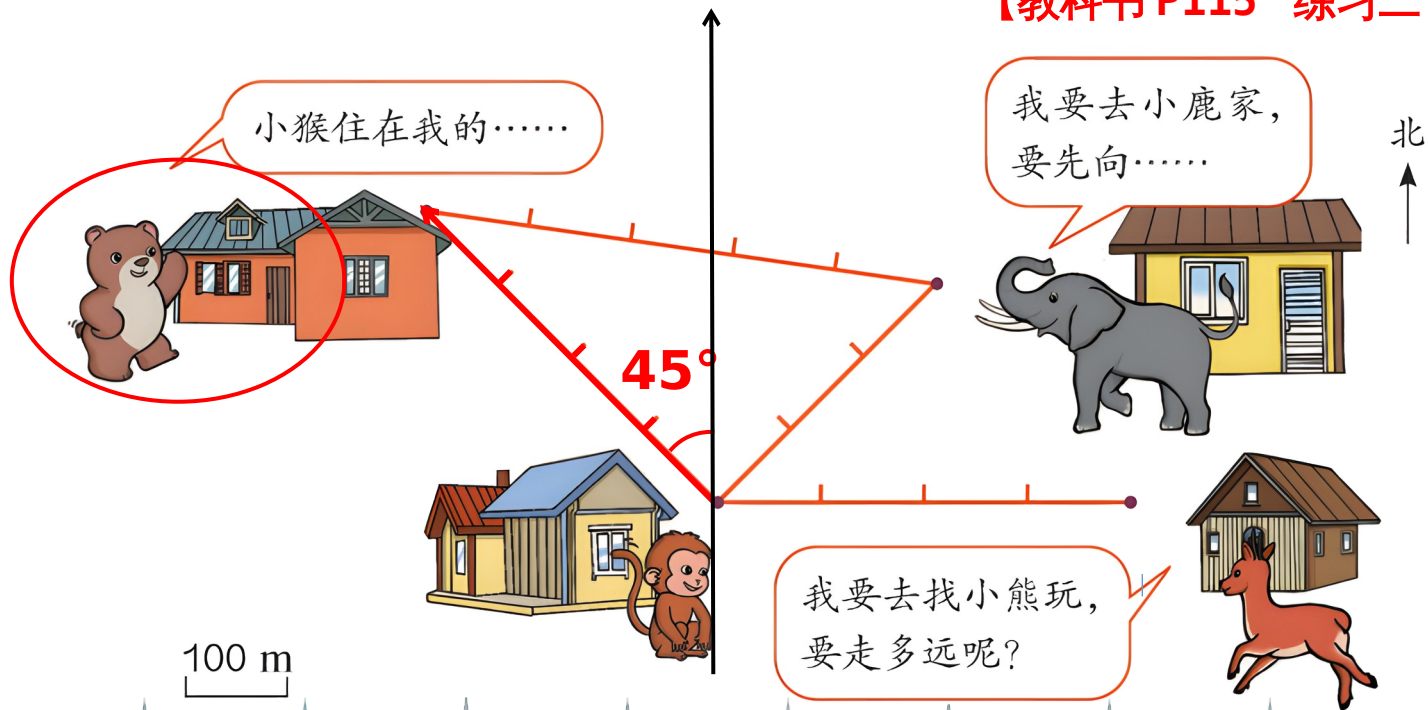 【教科书P115 练习二
小猴住在我的……
我要去小鹿家，
要先向……
北
45°
我要去找小熊玩，
要走多远呢？
100 m